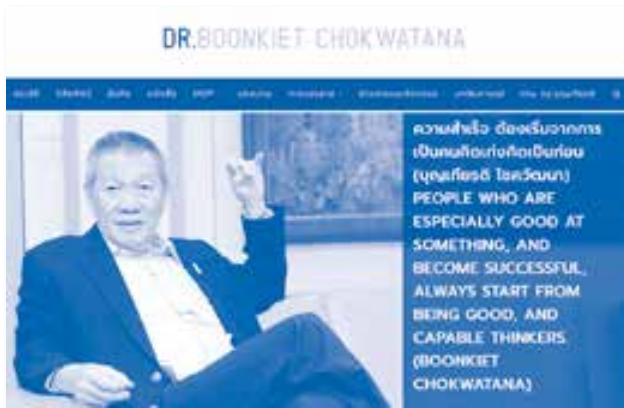 DR.BOONKIET CHOKWATANA
ความสำเร็จ ต้องเริ่มจากการ
เป็นคนคิดเก่งคิดเป็นก่อน
(บุญเกียรติ โชควัฒนา)
PEOPLE WHO ARE
ESPECIALLY GOOD AT
SOMETHING, AND
BECOME SUCCESSFUL,
ALWAYS START FROM
BEING GOOD, AND
CAPABLE THINKERS
(BOONKIET
CHOKWATANA)